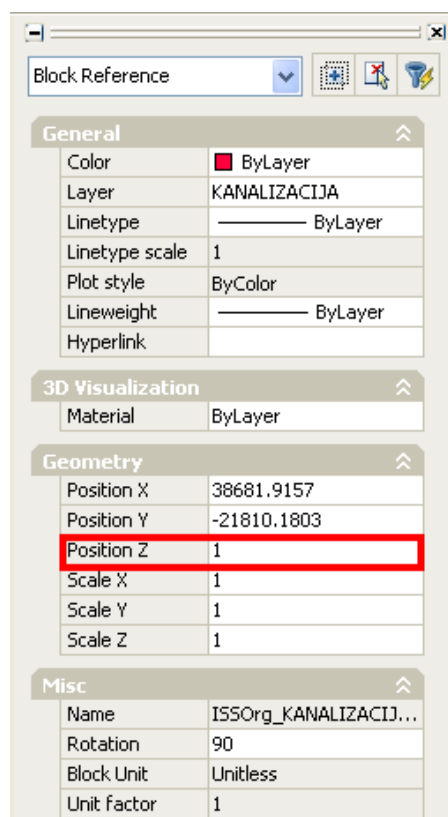 Block Reference
General
Color ByLayer
Layer KANALIZACIJA
Linetype ByLayer
Linetype scale 1
Plot style ByColor
Lineweight ByLayer
Hyperlink
3D Visualization
Material ByLayer
Geometry
Position X 38681.9157
Position Y -21810.1803
Position Z 1
Scale X 1
Scale Y 1
Scale Z 1
Misc
Name ISSOrg_KANALIZACIJ...
Rotation 90
Block Unit Unitless
Unit factor 1